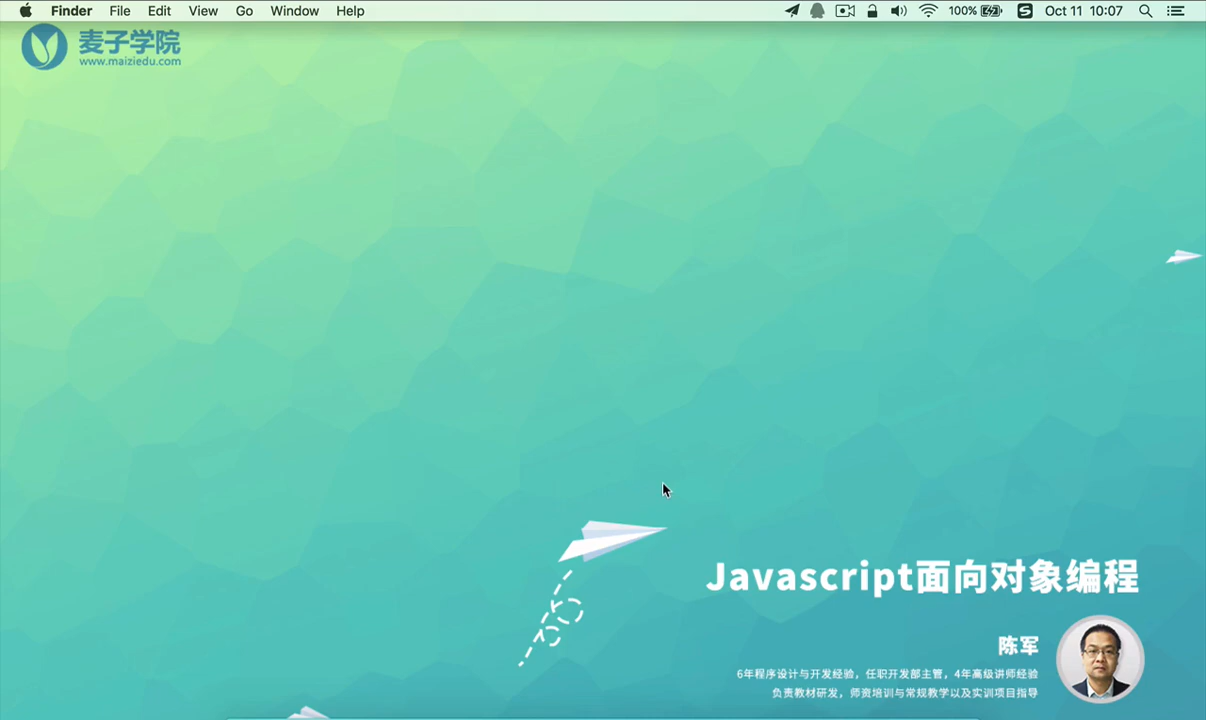 Finder File Edit View Go Window Help 100% Oct 11 10:07
麦子学院
www.maiziedu.com
Javascript面向对象编程
陈军
6年程序设计与开发经验，任职开发部主管，4年高级讲师经验
负责教材研发，师资培训与常规教学以及实训项目指导